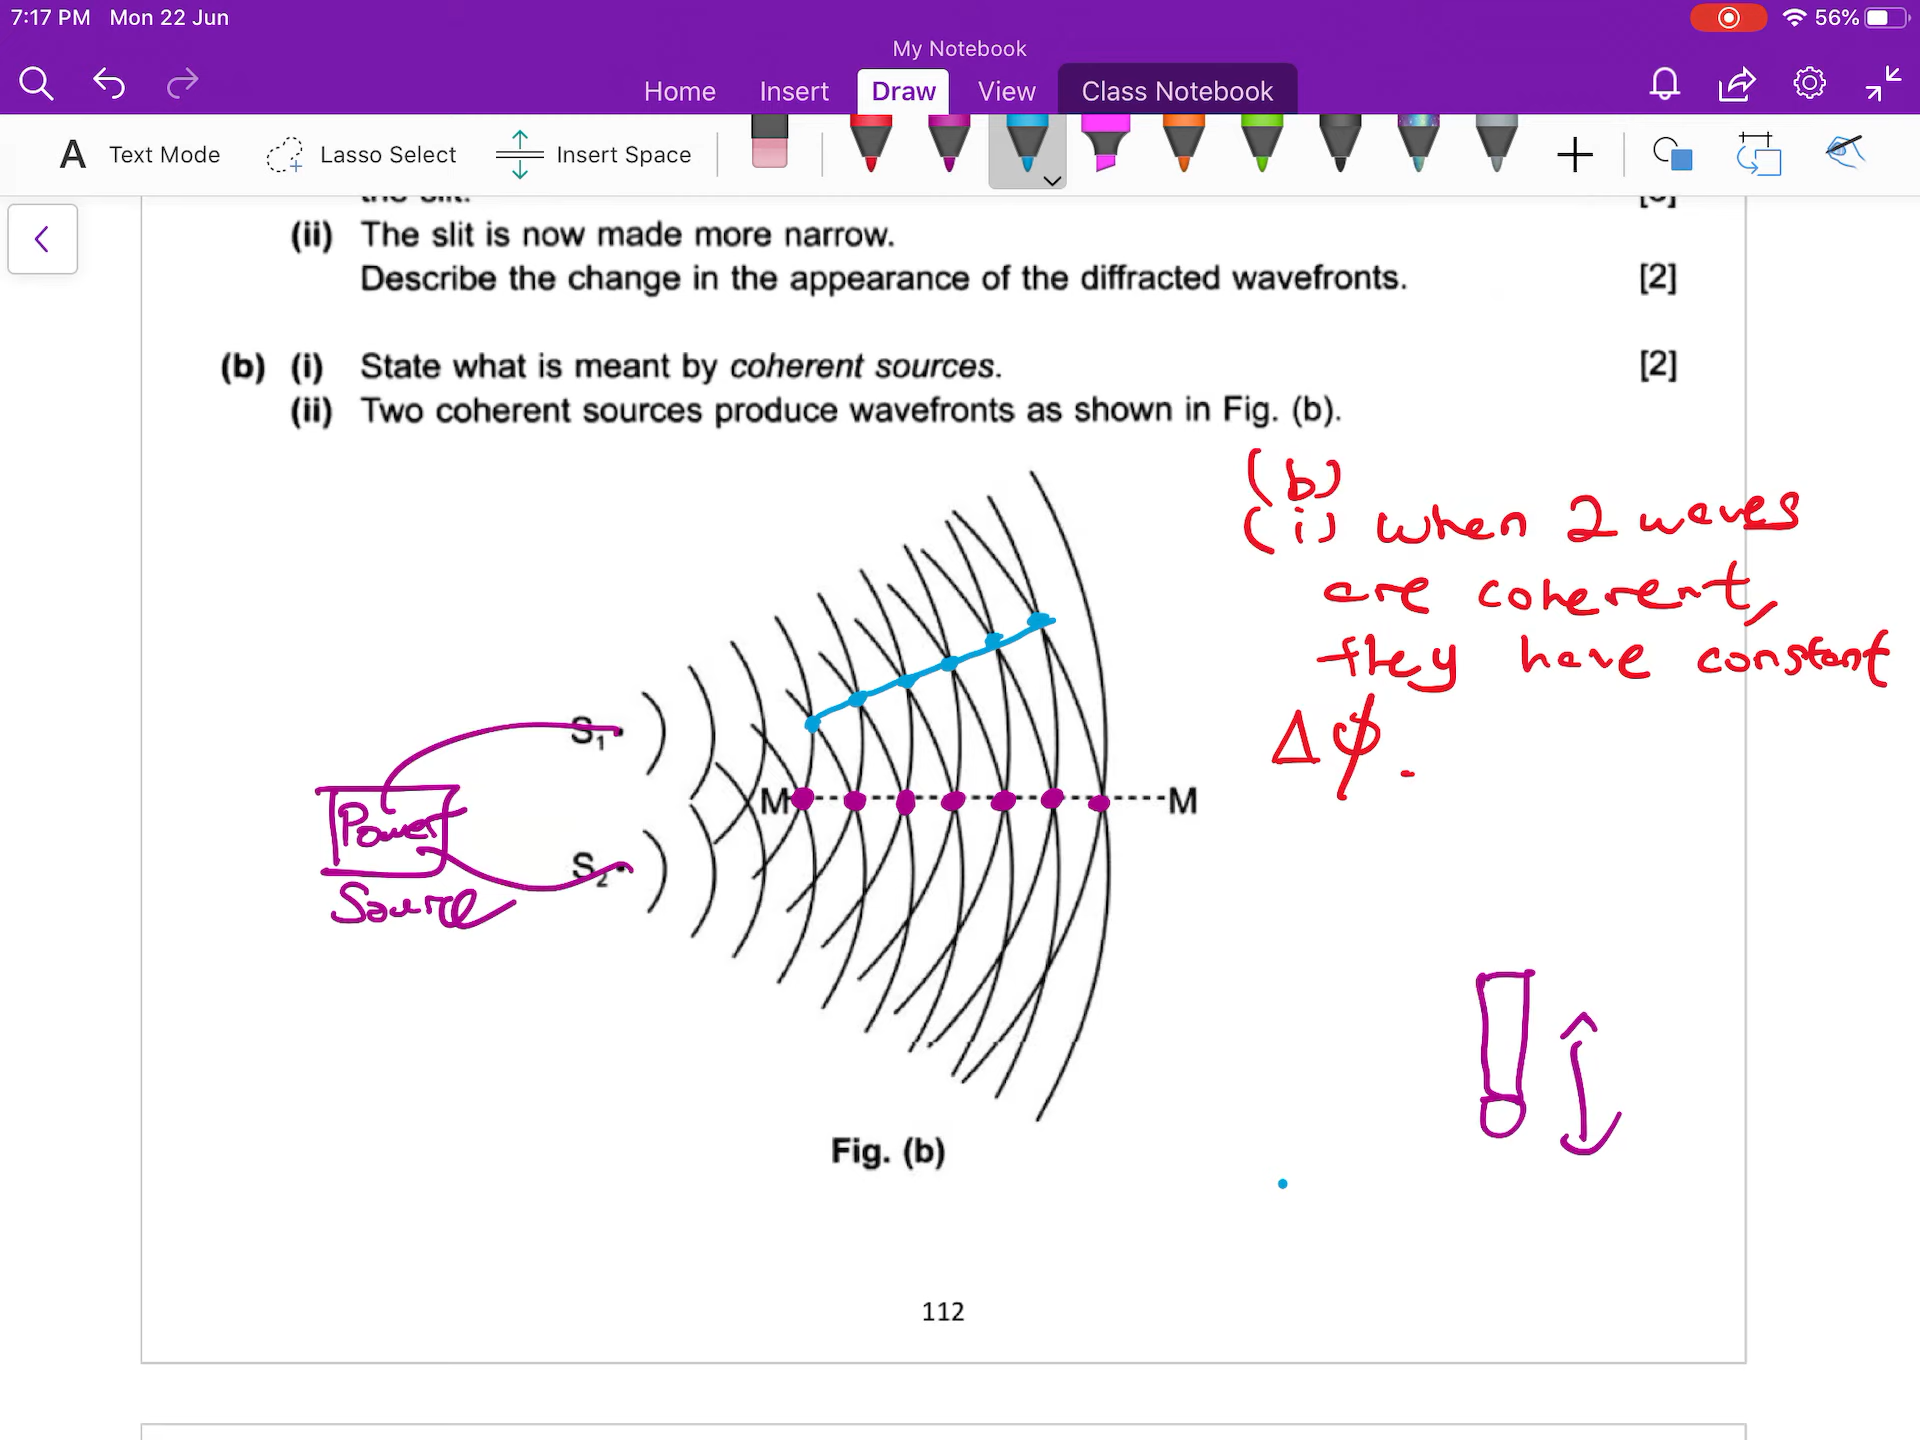 7:17 PM Mon 22 Jun
56%
My Notebook
Home Insert Draw View Class Notebook
A Text Mode Lasso Select Insert Space
the slit. [3]
(ii) The slit is now made more narrow.
Describe the change in the appearance of the diffracted wavefronts. [2]
(b) (i) State what is meant by coherent sources. [2]
(ii) Two coherent sources produce wavefronts as shown in Fig. (b).
(b)
(i) when 2 waves
are coherent,
they have constant
Δϕ.
S1
M M
Power
S2
Source
Fig. (b)
112